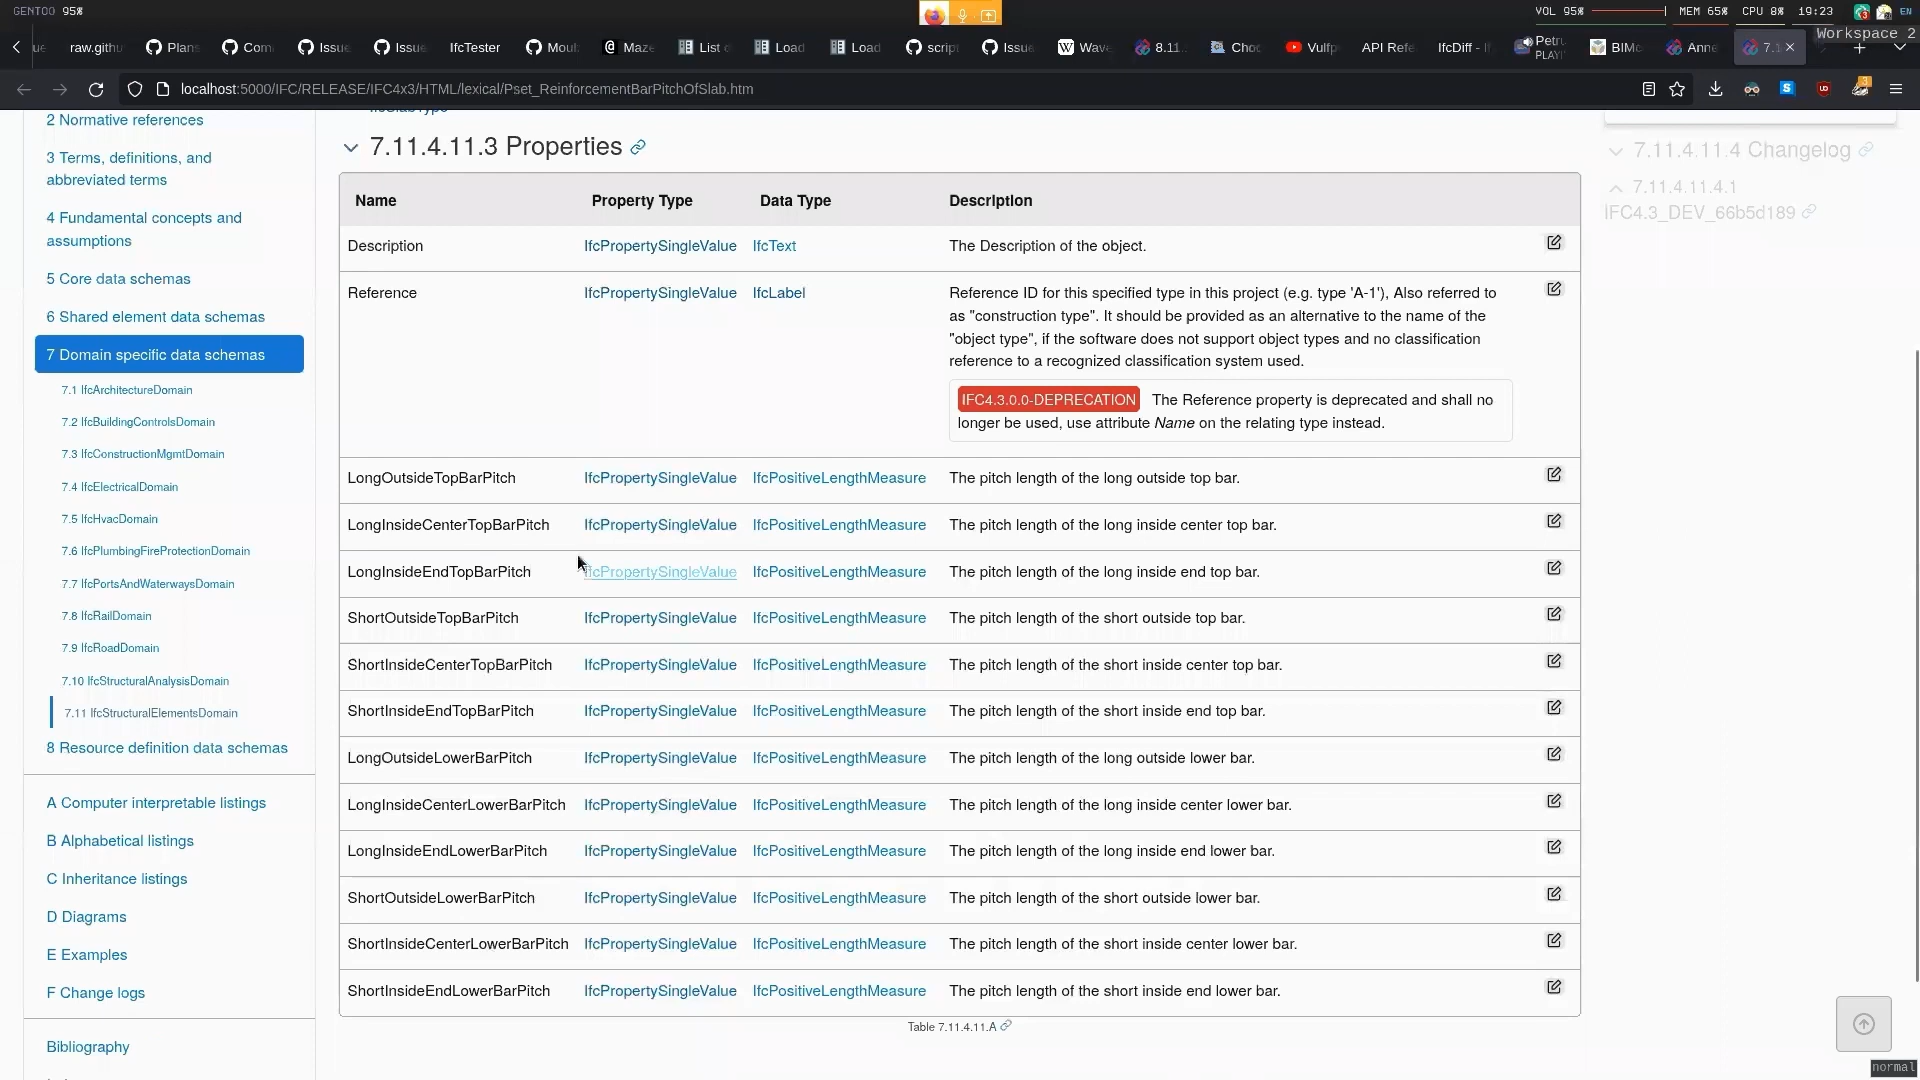 GENTOO 95%
VOL 95% MEM 65% CPU 8% 19:23 EN
Workspace 2
raw.githu Plans Com Issue Issue IfcTester Moul Maze List o Load Load script Issue Wave 8.11. Choo Vulfp API Refe IfcDiff - I Petru PLAYI BIMc Anne 7.1
localhost:5000/IFC/RELEASE/IFC4x3/HTML/lexical/Pset_ReinforcementBarPitchOfSlab.htm
2 Normative references
3 Terms, definitions, and
abbreviated terms
4 Fundamental concepts and
assumptions
5 Core data schemas
6 Shared element data schemas
7 Domain specific data schemas
7.1 IfcArchitectureDomain
7.2 IfcBuildingControlsDomain
7.3 IfcConstructionMgmtDomain
7.4 IfcElectricalDomain
7.5 IfcHvacDomain
7.6 IfcPlumbingFireProtectionDomain
7.7 IfcPortsAndWaterwaysDomain
7.8 IfcRailDomain
7.9 IfcRoadDomain
7.10 IfcStructuralAnalysisDomain
7.11 IfcStructuralElementsDomain
8 Resource definition data schemas
A Computer interpretable listings
B Alphabetical listings
C Inheritance listings
D Diagrams
E Examples
F Change logs
Bibliography
IfcSlabType
7.11.4.11.3 Properties
Name Property Type Data Type Description
Description IfcPropertySingleValue IfcText The Description of the object.
Reference IfcPropertySingleValue IfcLabel Reference ID for this specified type in this project (e.g. type 'A-1'), Also referred to
as "construction type". It should be provided as an alternative to the name of the
"object type", if the software does not support object types and no classification
reference to a recognized classification system used.
IFC4.3.0.0-DEPRECATION The Reference property is deprecated and shall no
longer be used, use attribute Name on the relating type instead.
LongOutsideTopBarPitch IfcPropertySingleValue IfcPositiveLengthMeasure The pitch length of the long outside top bar.
LongInsideCenterTopBarPitch IfcPropertySingleValue IfcPositiveLengthMeasure The pitch length of the long inside center top bar.
LongInsideEndTopBarPitch IfcPropertySingleValue IfcPositiveLengthMeasure The pitch length of the long inside end top bar.
ShortOutsideTopBarPitch IfcPropertySingleValue IfcPositiveLengthMeasure The pitch length of the short outside top bar.
ShortInsideCenterTopBarPitch IfcPropertySingleValue IfcPositiveLengthMeasure The pitch length of the short inside center top bar.
ShortInsideEndTopBarPitch IfcPropertySingleValue IfcPositiveLengthMeasure The pitch length of the short inside end top bar.
LongOutsideLowerBarPitch IfcPropertySingleValue IfcPositiveLengthMeasure The pitch length of the long outside lower bar.
LongInsideCenterLowerBarPitch IfcPropertySingleValue IfcPositiveLengthMeasure The pitch length of the long inside center lower bar.
LongInsideEndLowerBarPitch IfcPropertySingleValue IfcPositiveLengthMeasure The pitch length of the long inside end lower bar.
ShortOutsideLowerBarPitch IfcPropertySingleValue IfcPositiveLengthMeasure The pitch length of the short outside lower bar.
ShortInsideCenterLowerBarPitch IfcPropertySingleValue IfcPositiveLengthMeasure The pitch length of the short inside center lower bar.
ShortInsideEndLowerBarPitch IfcPropertySingleValue IfcPositiveLengthMeasure The pitch length of the short inside end lower bar.
Table 7.11.4.11.A
7.11.4.11.4 Changelog
7.11.4.11.4.1
IFC4.3_DEV_66b5d189
normal